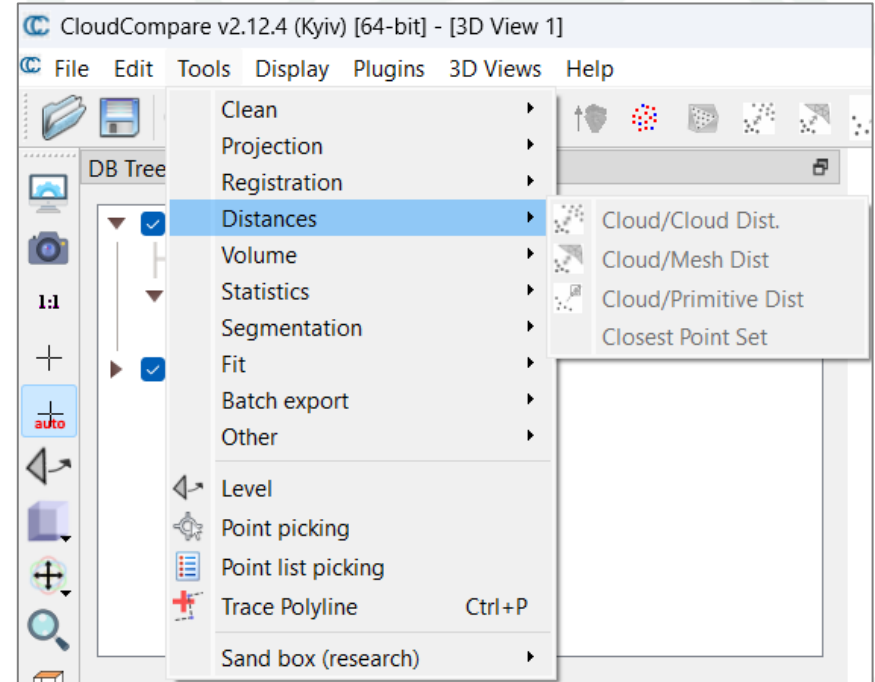 CloudCompare v2.12.4 (Kyiv) [64-bit] - [3D View 1]
File Edit Tools Display Plugins 3D Views Help
DB Tree
1:1
auto
Clean
Projection
Registration
Distances
Volume
Statistics
Segmentation
Fit
Batch export
Other
Level
Point picking
Point list picking
Trace Polyline Ctrl+P
Sand box (research)
Cloud/Cloud Dist.
Cloud/Mesh Dist
Cloud/Primitive Dist
Closest Point Set